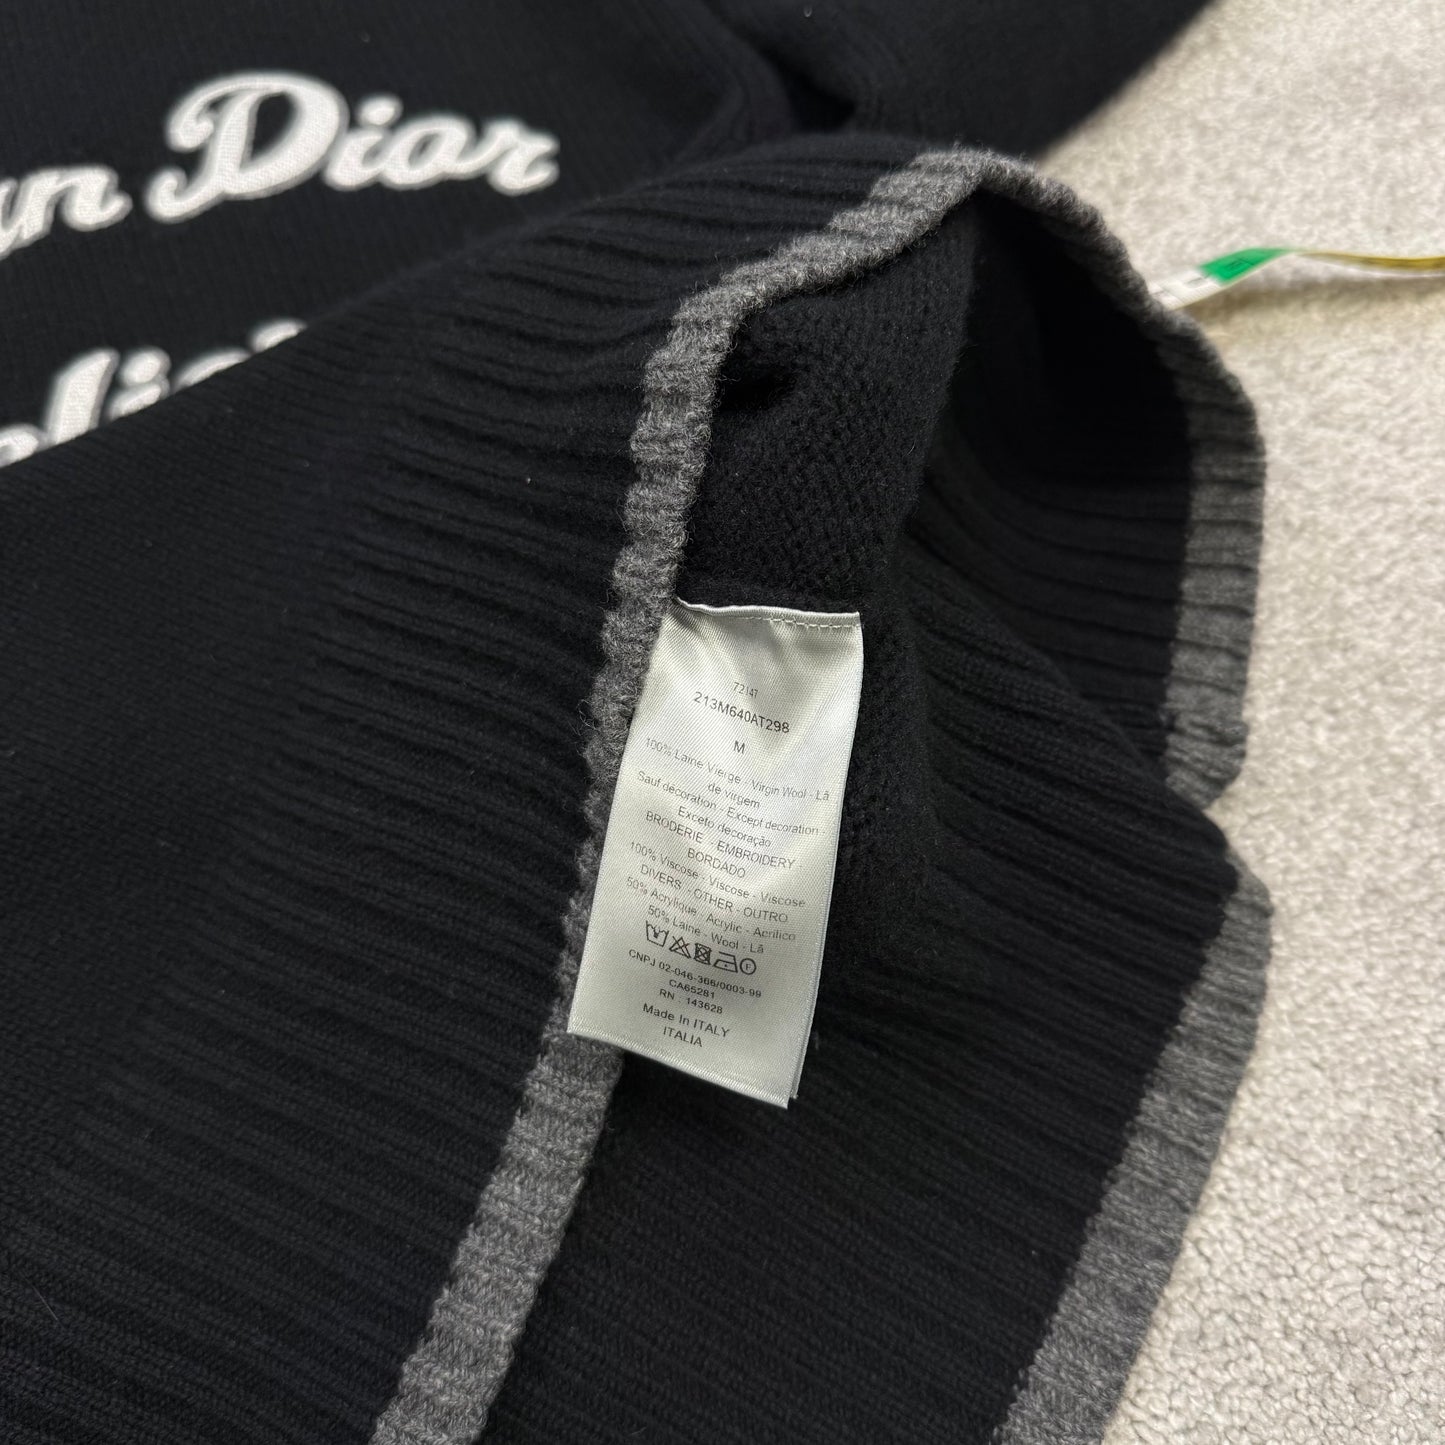 an Dior
72147
213M640AT298
M
100% Laine Vierge - Virgin Wool - Lã
de virgem
Sauf décoration - Except decoration -
Exceto decoração
BRODERIE - EMBROIDERY -
BORDADO
100% Viscose - Viscose - Viscose
DIVERS - OTHER - OUTRO
50% Acrylique - Acrylic - Acrílico
50% Laine - Wool - Lã
CNPJ 02-046-366/0003-99
CA65281
RN . 143628
Made In ITALY
ITALIA